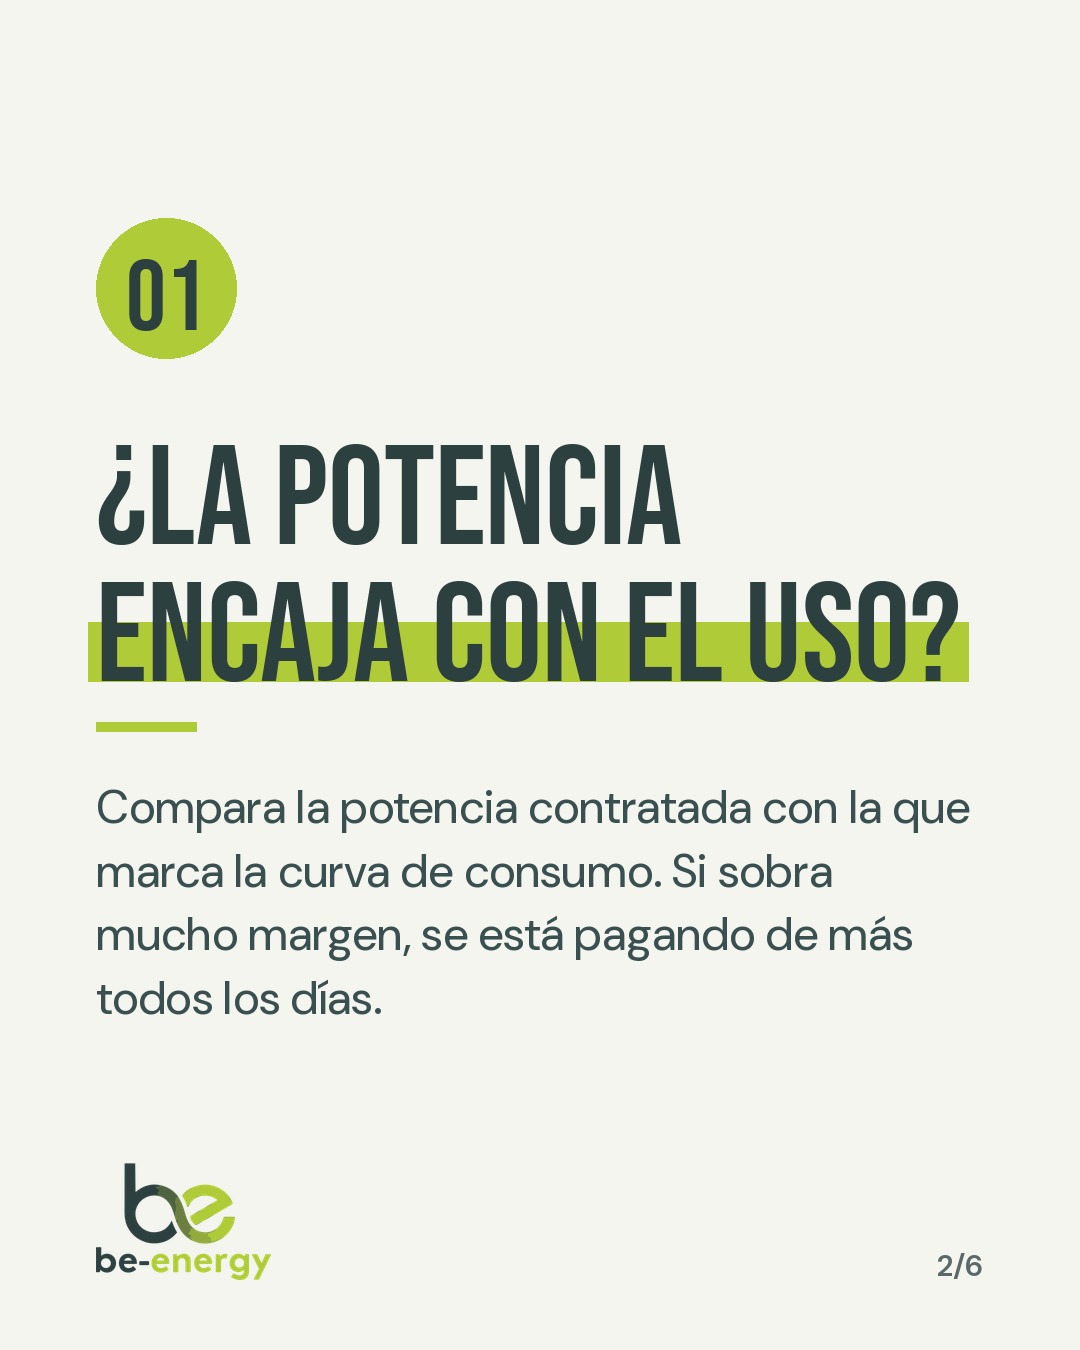 01
¿LA POTENCIA
ENCAJA CON EL USO?
Compara la potencia contratada con la que
marca la curva de consumo. Si sobra
mucho margen, se está pagando de más
todos los días.
be
be-energy
2/6